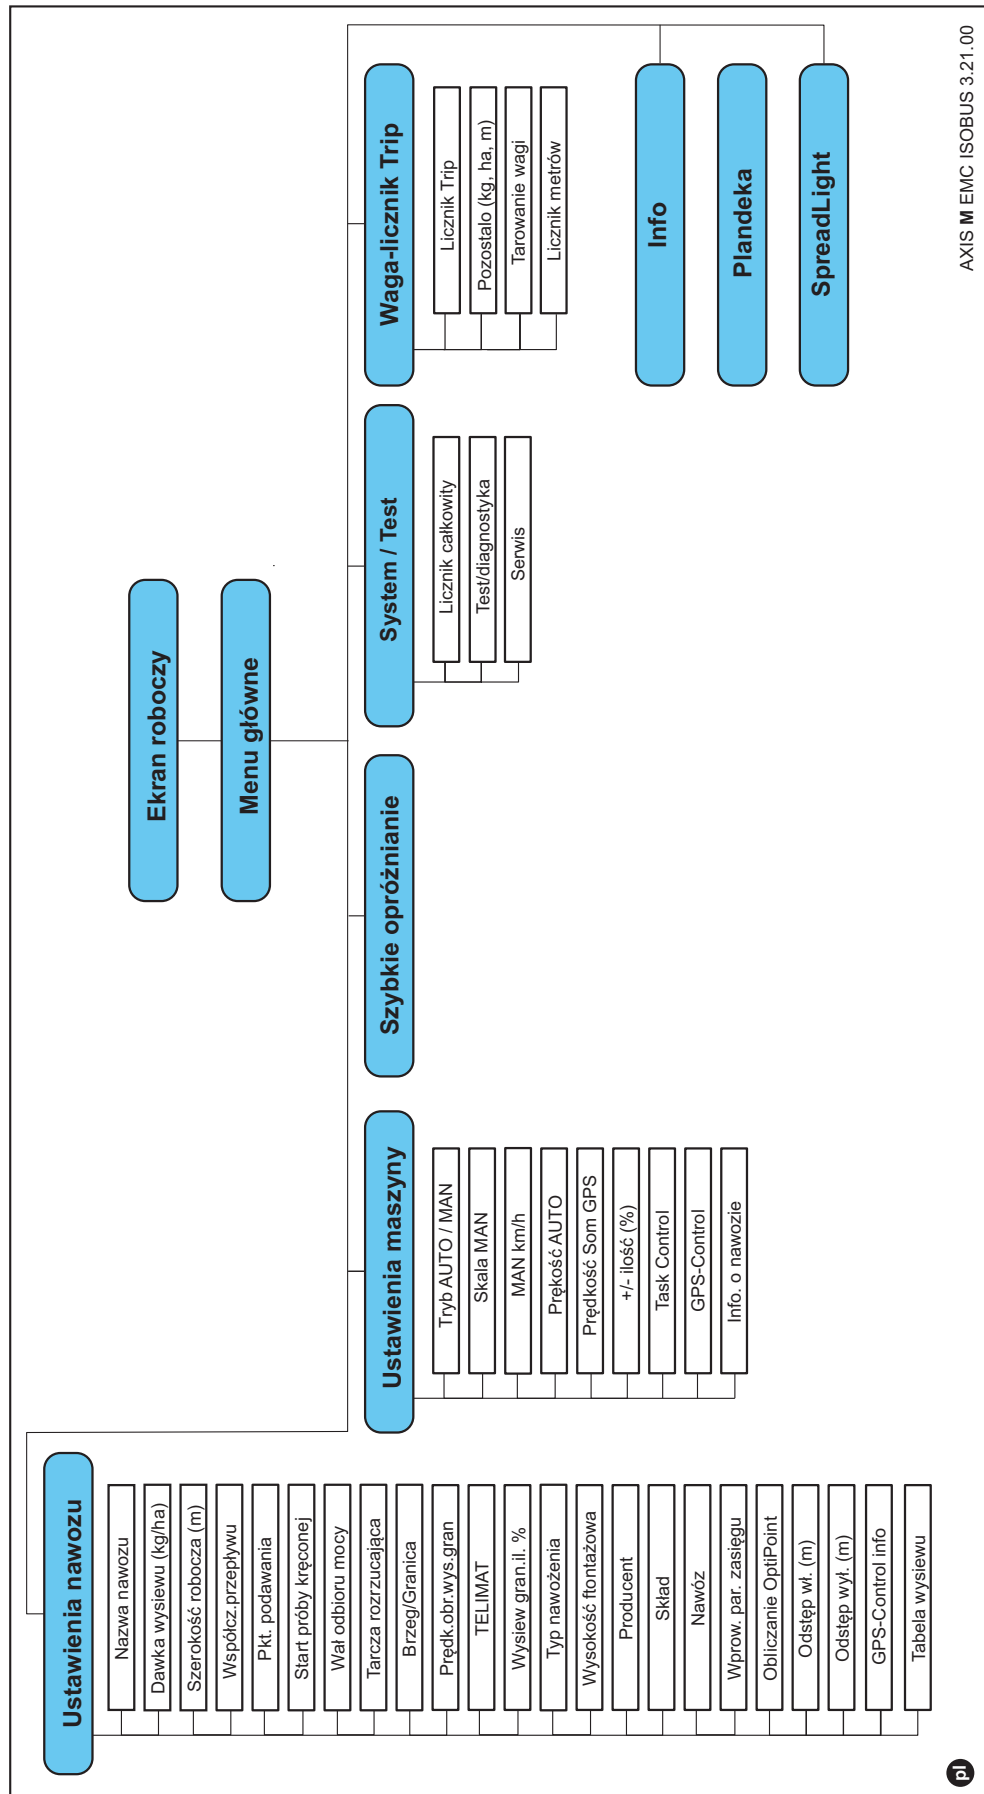 Ekran roboczy
Menu główne
Ustawienia nawozu
Nazwa nawozu
Dawka wysiewu (kg/ha)
Szerokość robocza (m)
Współcz.przepływu
Pkt. podawania
Start próby kręconej
Wał odbioru mocy
Tarcza rozrzucająca
Brzeg/Granica
Prędk.obr.wys.gran
TELIMAT
Wysiew gran.il. %
Typ nawożenia
Wysokość ftontażowa
Producent
Skład
Nawóz
Wprow. par. zasięgu
Obliczanie OptiPoint
Odstęp wł. (m)
Odstęp wył. (m)
GPS-Control info
Tabela wysiewu
Ustawienia maszyny
Tryb AUTO / MAN
Skala MAN
MAN km/h
Prękość AUTO
Prędkość Som GPS
+/- ilość (%)
Task Control
GPS-Control
Info. o nawozie
Szybkie opróżnianie
System / Test
Licznik całkowity
Test/diagnostyka
Serwis
Waga-licznik Trip
Licznik Trip
Pozostało (kg, ha, m)
Tarowanie wagi
Licznik metrów
Info
Plandeka
SpreadLight
pl
AXIS M EMC ISOBUS 3.21.00